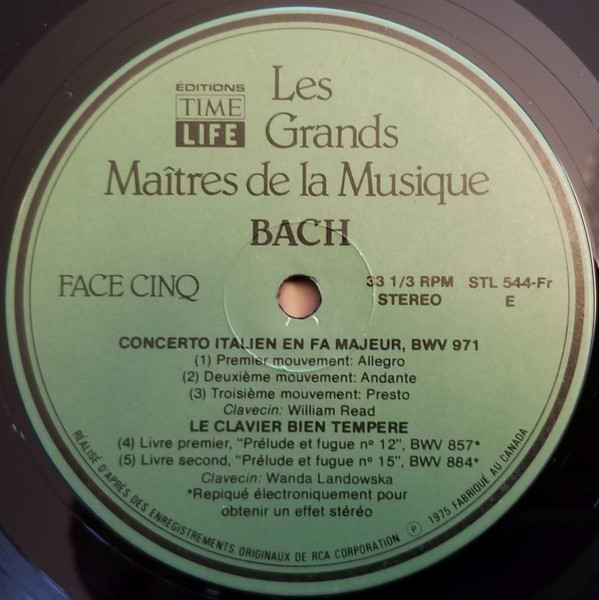 ÉDITIONS
TIME
LIFE
Les
Grands
Maîtres de la Musique
BACH
FACE CINQ
33 1/3 RPM STL 544-Fr
STEREO E
CONCERTO ITALIEN EN FA MAJEUR, BWV 971
(1) Premier mouvement: Allegro
(2) Deuxième mouvement: Andante
(3) Troisième mouvement: Presto
Clavecin: William Read
LE CLAVIER BIEN TEMPERE
(4) Livre premier, "Prélude et fugue nº 12", BWV 857*
(5) Livre second, "Prélude et fugue nº 15", BWV 884*
Clavecin: Wanda Landowska
*Repiqué électroniquement pour
obtenir un effet stéréo
RÉALISÉ D'APRÈS DES ENREGISTREMENTS ORIGINAUX DE RCA CORPORATION ℗ 1975 FABRIQUÉ AU CANADA